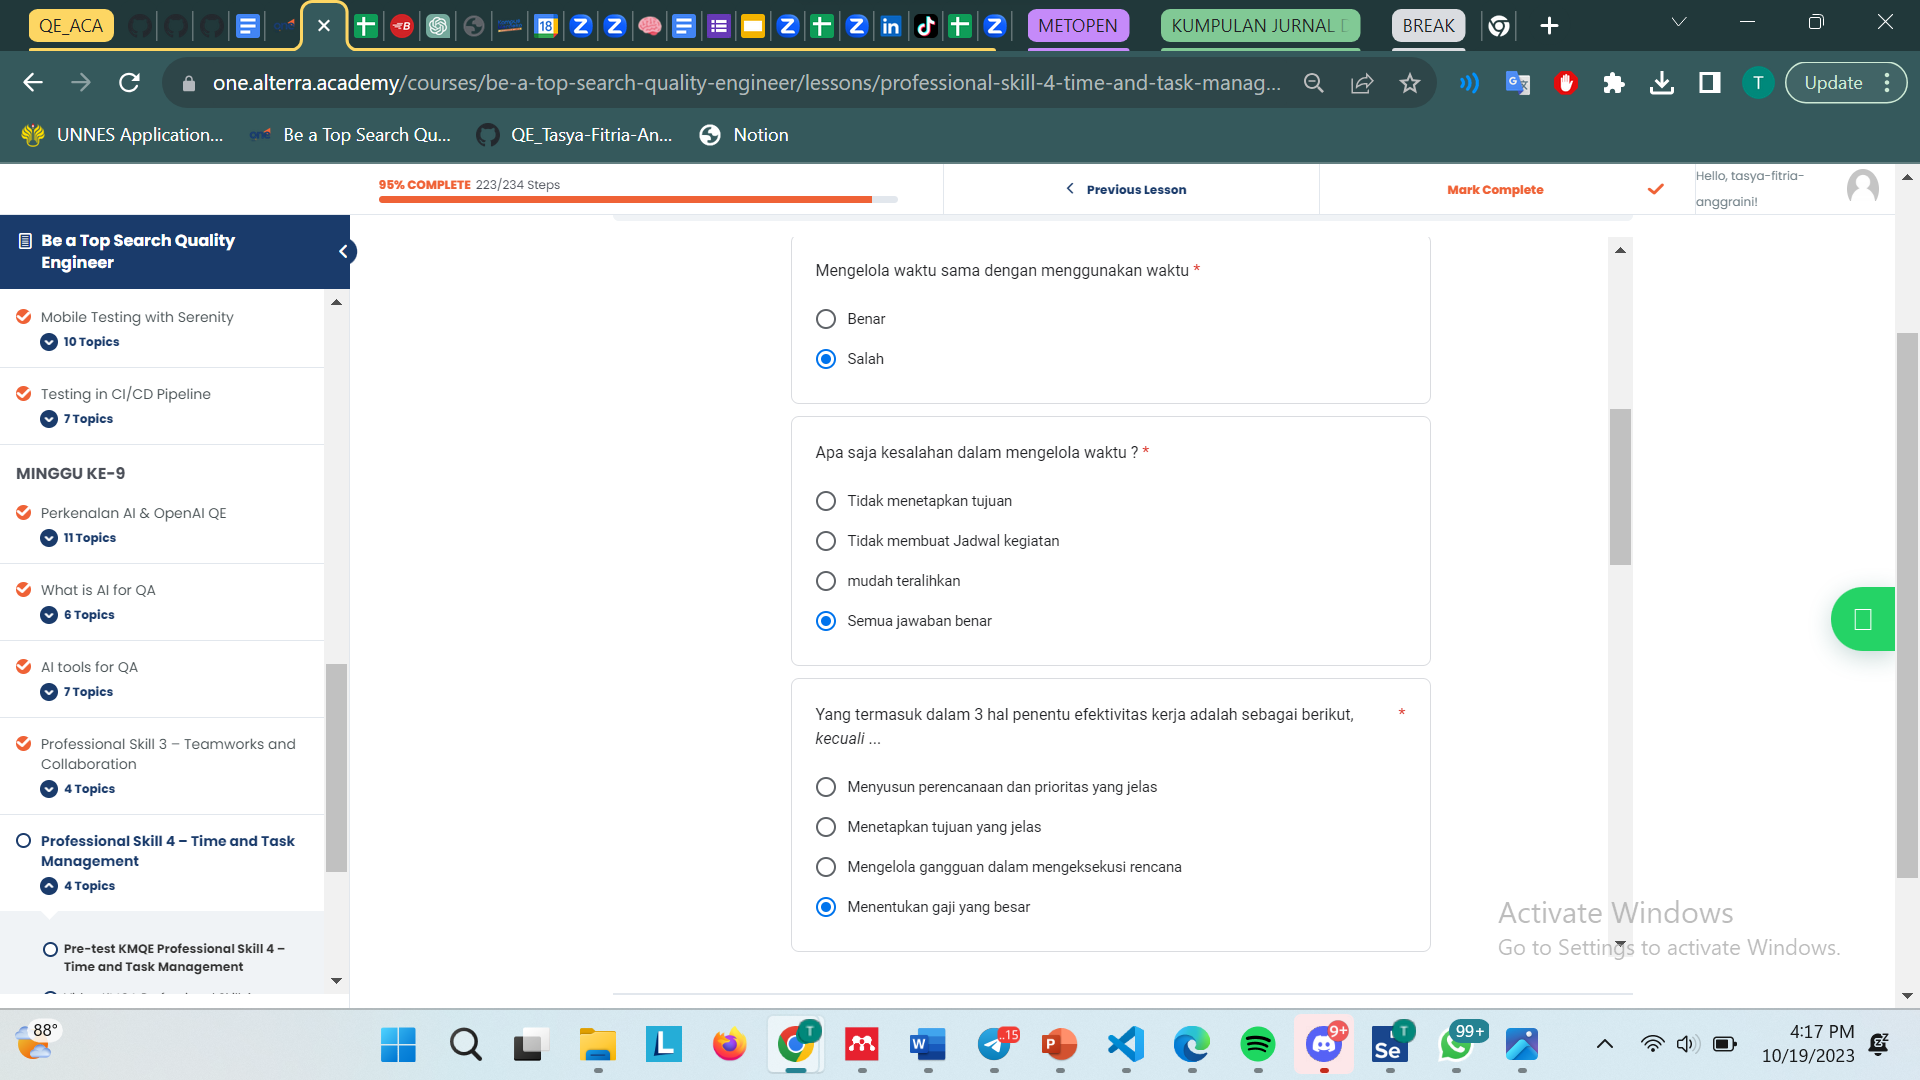 QE_ACA
METOPEN
KUMPULAN JURNAL
BREAK
one.alterra.academy/courses/be-a-top-search-quality-engineer/lessons/professional-skill-4-time-and-task-manag...
Update
UNNES Application...
Be a Top Search Qu...
QE_Tasya-Fitria-An...
Notion
95% COMPLETE 223/234 Steps
Previous Lesson
Mark Complete
Hello, tasya-fitria-
anggraini!
Be a Top Search Quality
Engineer
Mobile Testing with Serenity
10 Topics
Testing in CI/CD Pipeline
7 Topics
MINGGU KE-9
Perkenalan AI & OpenAI QE
11 Topics
What is AI for QA
6 Topics
AI tools for QA
7 Topics
Professional Skill 3 – Teamworks and
Collaboration
4 Topics
Professional Skill 4 – Time and Task
Management
4 Topics
Pre-test KMQE Professional Skill 4 –
Time and Task Management
Mengelola waktu sama dengan menggunakan waktu *
Benar
Salah
Apa saja kesalahan dalam mengelola waktu ? *
Tidak menetapkan tujuan
Tidak membuat Jadwal kegiatan
mudah teralihkan
Semua jawaban benar
Yang termasuk dalam 3 hal penentu efektivitas kerja adalah sebagai berikut, *
kecuali ...
Menyusun perencanaan dan prioritas yang jelas
Menetapkan tujuan yang jelas
Mengelola gangguan dalam mengeksekusi rencana
Menentukan gaji yang besar
Activate Windows
Go to Settings to activate Windows.
88°
9+
99+
4:17 PM
10/19/2023